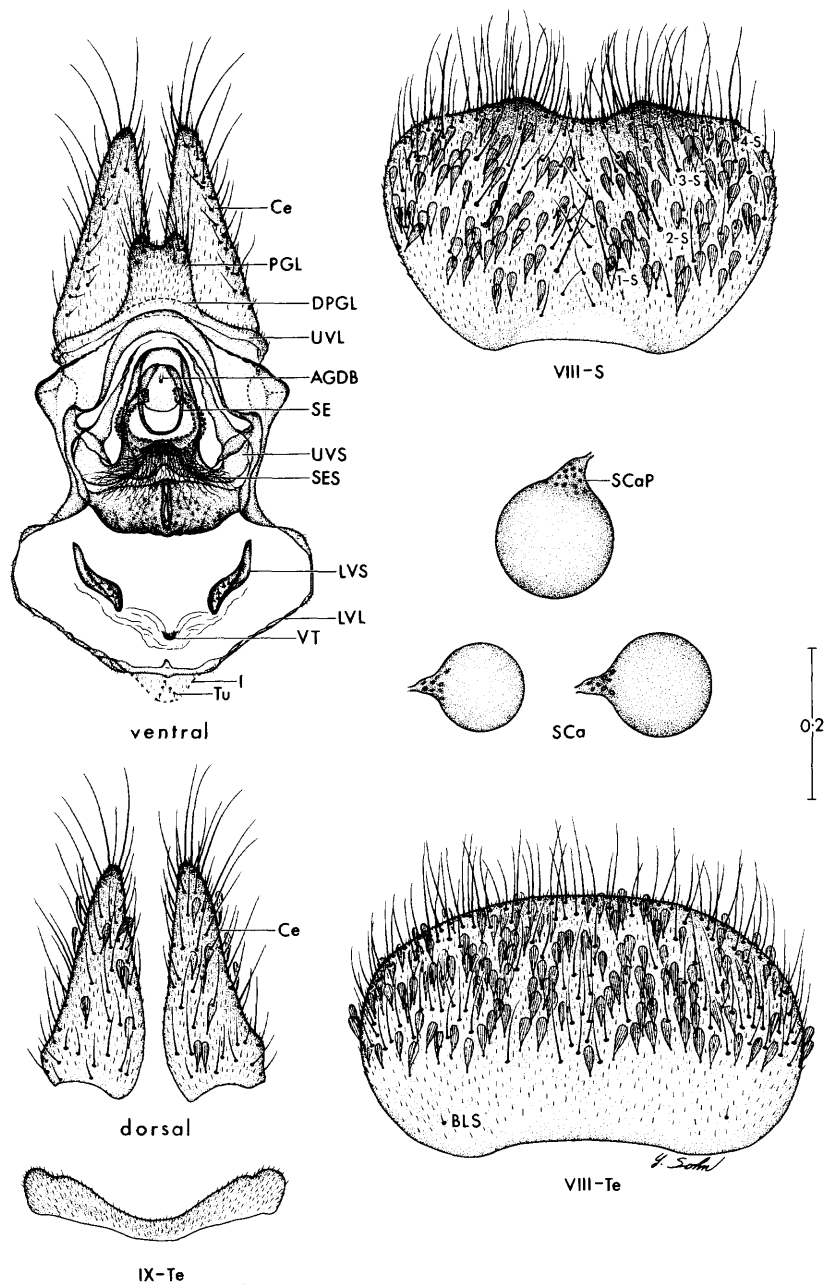 Ce
PGL
DPGL
UVL
AGDB
SE
UVS
SES
LVS
LVL
VT
I
Tu
ventral
4-S
3-S
2-S
1-S
VIII-S
SCaP
SCa
0·2
Ce
dorsal
IX-Te
BLS
Y. Sohn
VIII-Te